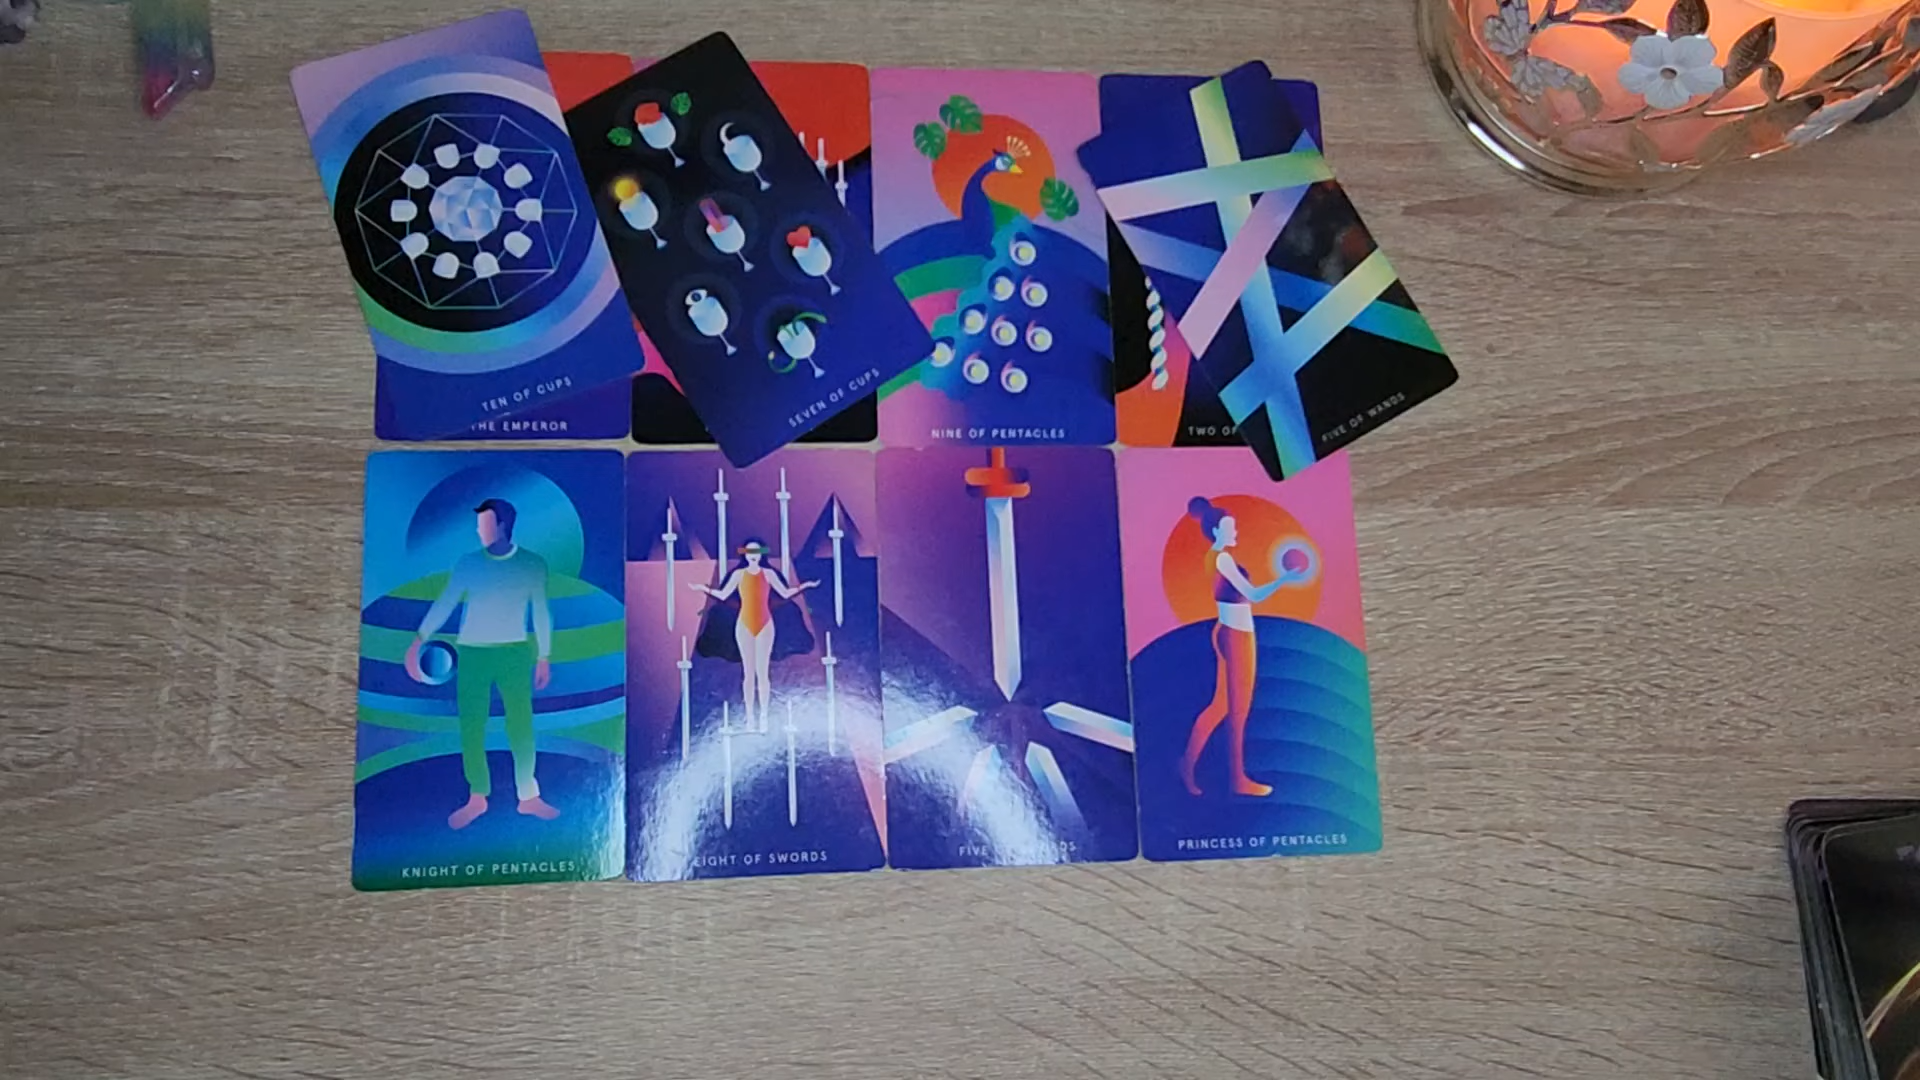 TEN OF CUPS
THE EMPEROR
SEVEN OF CUPS
NINE OF PENTACLES
TWO OF
FIVE OF WANDS
KNIGHT OF PENTACLES
EIGHT OF SWORDS
FIVE
PRINCESS OF PENTACLES